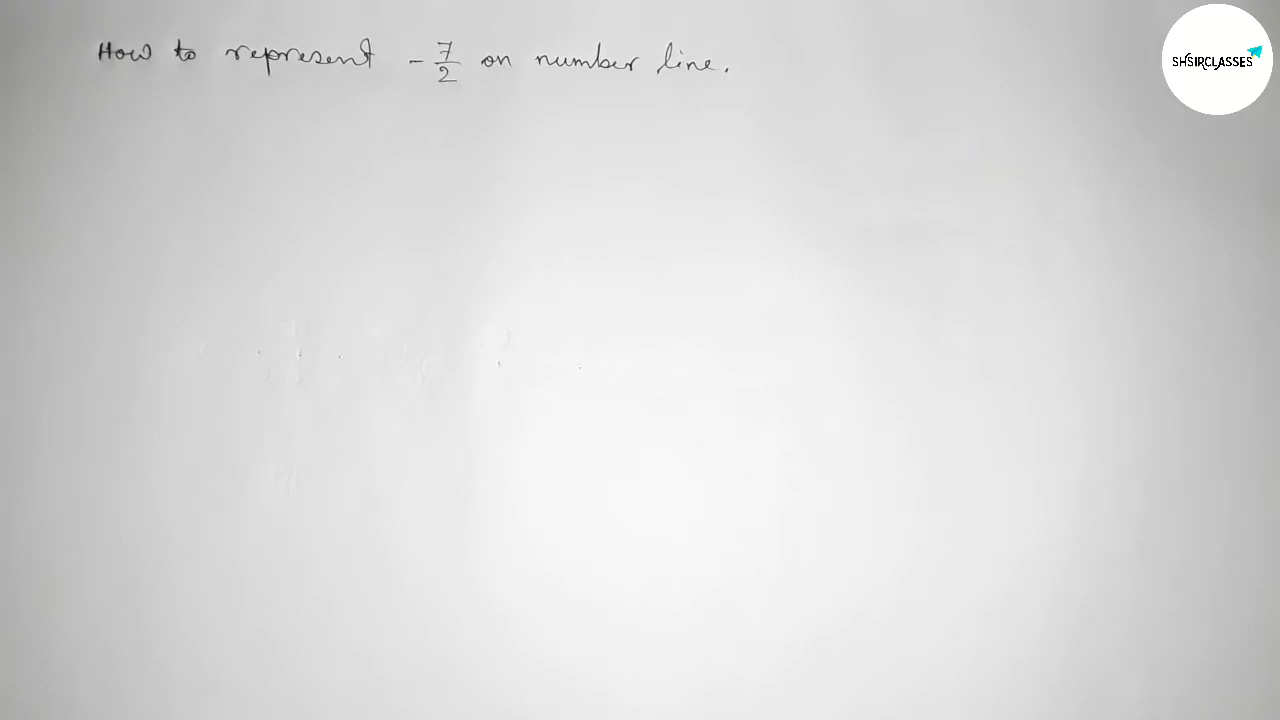 How to represent - 7/2 on number line.
SHSIRCLASSES